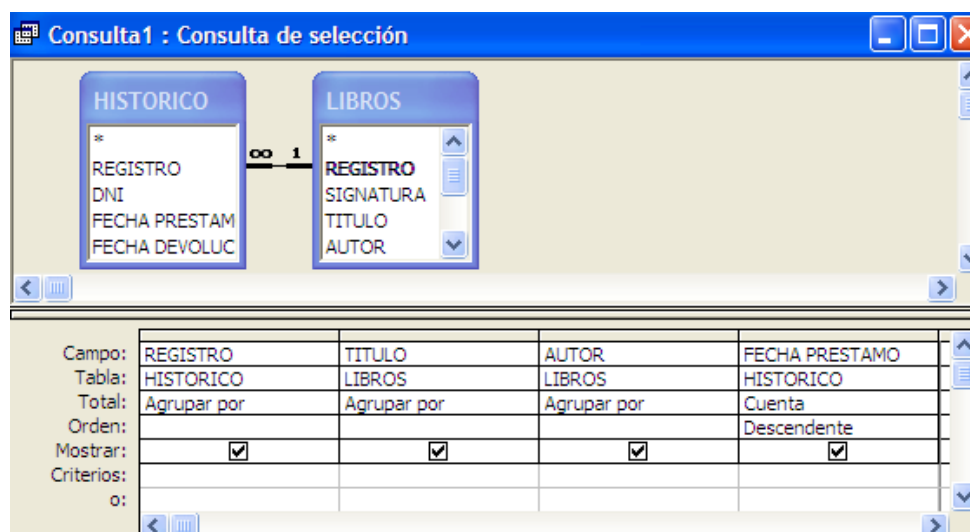 Consulta1 : Consulta de selección
HISTORICO
*
REGISTRO
DNI
FECHA PRESTAM
FECHA DEVOLUC
∞ 1
LIBROS
*
REGISTRO
SIGNATURA
TITULO
AUTOR
Campo: REGISTRO TITULO AUTOR FECHA PRESTAMO
Tabla: HISTORICO LIBROS LIBROS HISTORICO
Total: Agrupar por Agrupar por Agrupar por Cuenta
Orden: Descendente
Mostrar:
Criterios:
o: